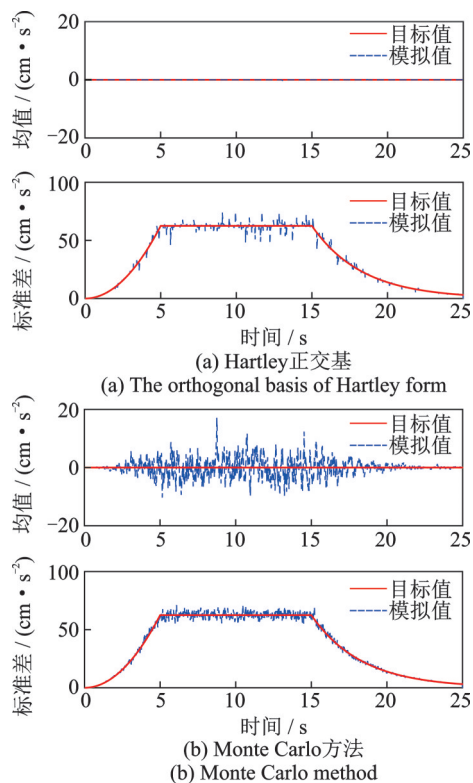 20
目标值
模拟值
0
−20
均值 / (cm·s⁻²)
0 5 10 15 20 25
100
目标值
模拟值
50
0
标准差 / (cm·s⁻²)
0 5 10 15 20 25
时间 / s
(a) Hartley正交基
(a) The orthogonal basis of Hartley form
20
目标值
模拟值
0
−20
均值 / (cm·s⁻²)
0 5 10 15 20 25
100
目标值
模拟值
50
0
标准差 / (cm·s⁻²)
0 5 10 15 20 25
时间 / s
(b) Monte Carlo方法
(b) Monte Carlo method